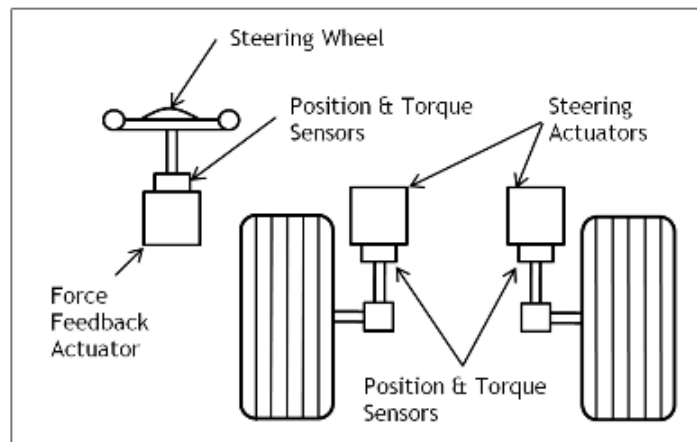 Steering Wheel
Position & Torque
Sensors
Steering
Actuators
Force
Feedback
Actuator
Position & Torque
Sensors